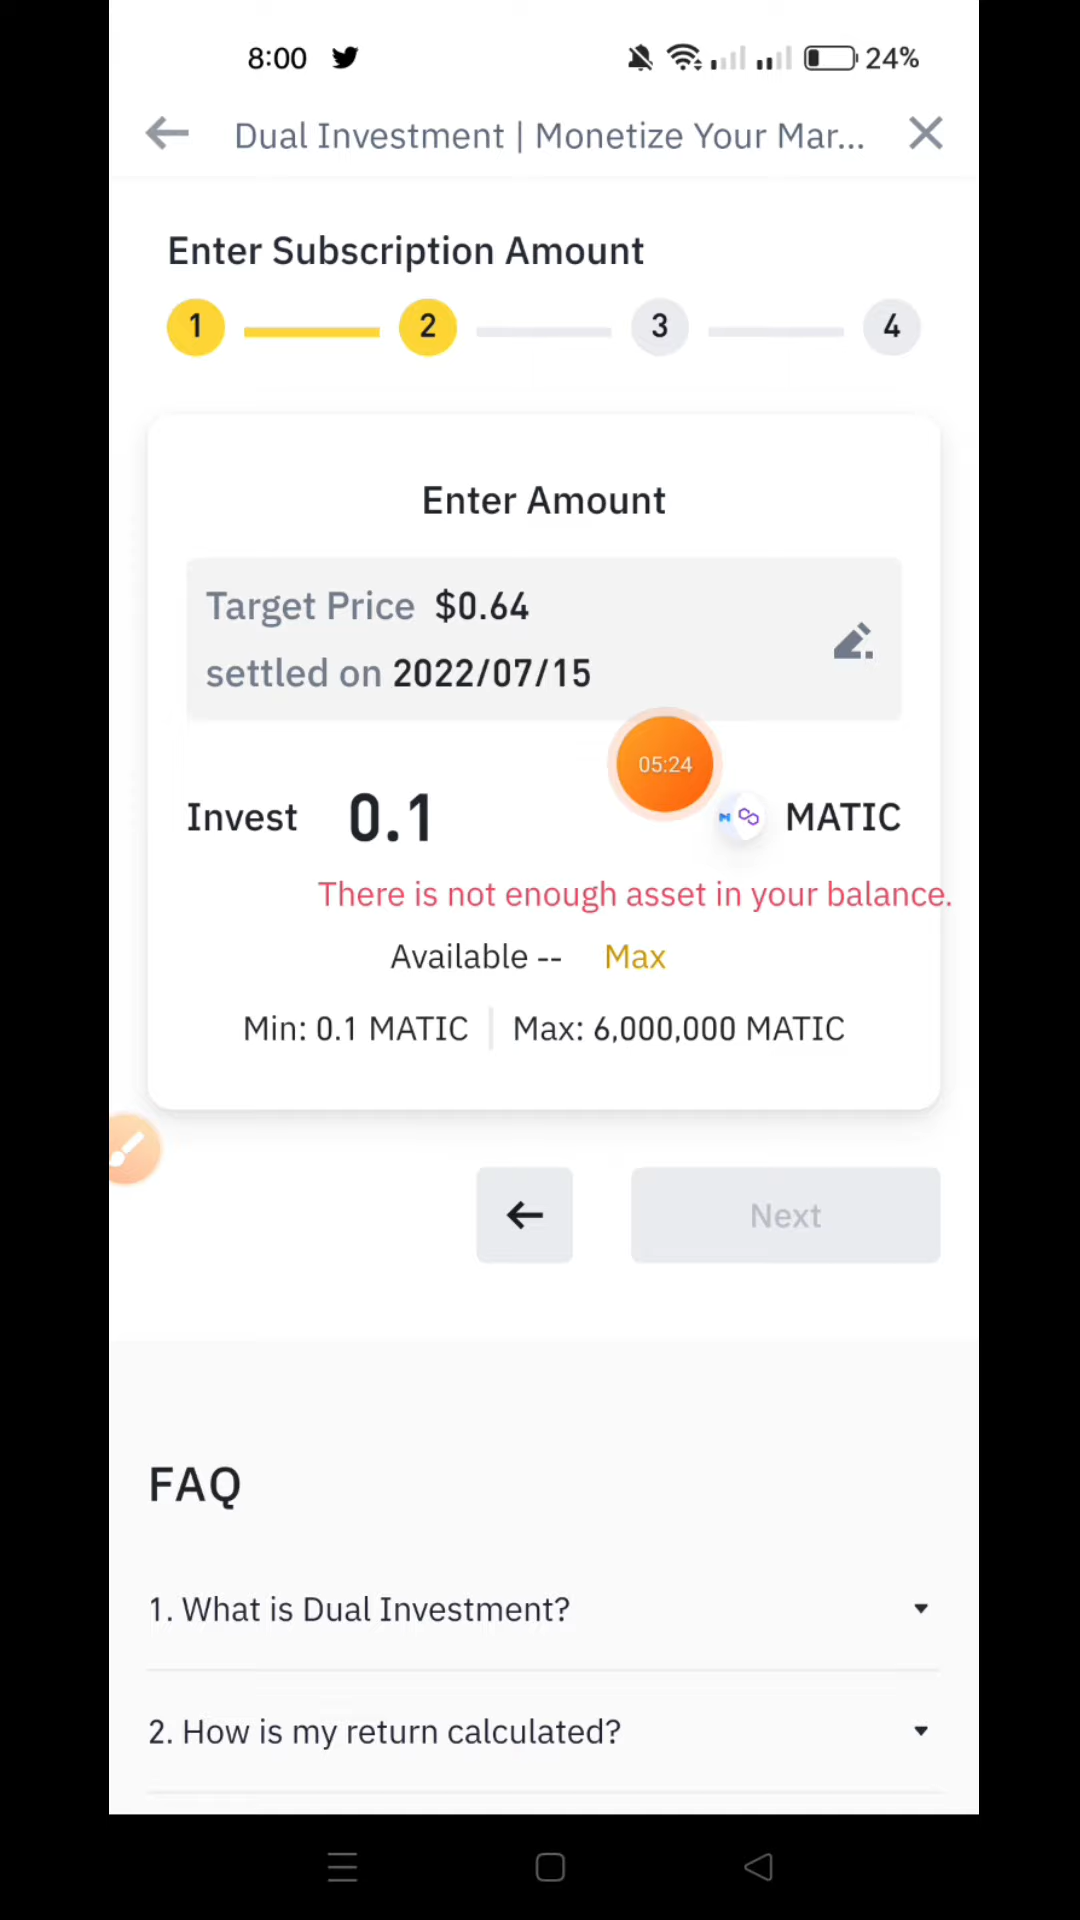 8:00
24%
Dual Investment | Monetize Your Mar...
Enter Subscription Amount
1 2 3 4
Enter Amount
Target Price $0.64
settled on 2022/07/15
05:24
Invest 0.1 MATIC
There is not enough asset in your balance.
Available -- Max
Min: 0.1 MATIC | Max: 6,000,000 MATIC
Next
FAQ
1. What is Dual Investment?
2. How is my return calculated?